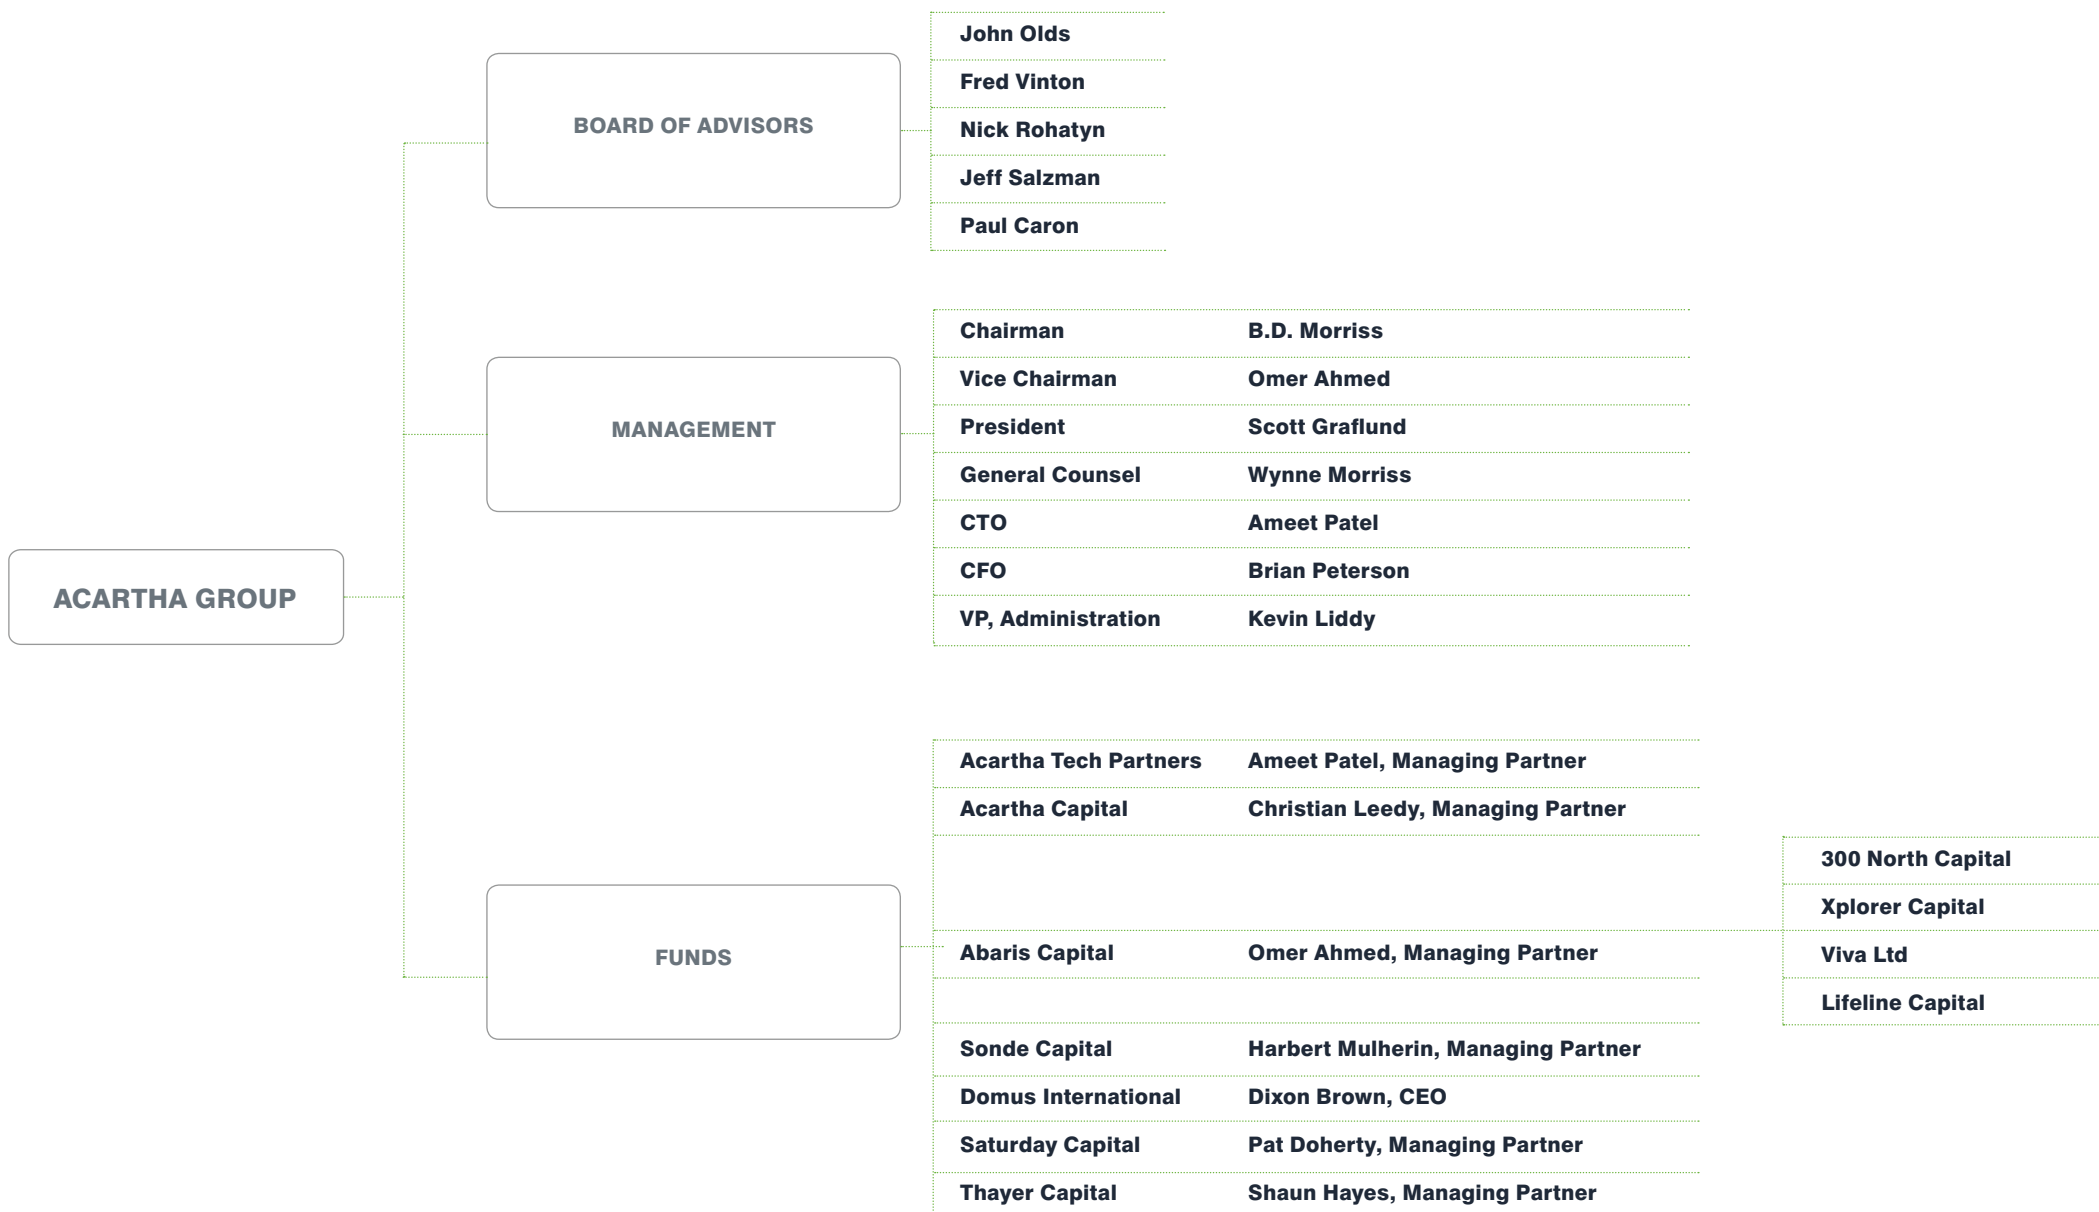 ACARTHA GROUP
BOARD OF ADVISORS
John Olds
Fred Vinton
Nick Rohatyn
Jeff Salzman
Paul Caron
MANAGEMENT
Chairman B.D. Morriss
Vice Chairman Omer Ahmed
President Scott Graflund
General Counsel Wynne Morriss
CTO Ameet Patel
CFO Brian Peterson
VP, Administration Kevin Liddy
FUNDS
Acartha Tech Partners Ameet Patel, Managing Partner
Acartha Capital Christian Leedy, Managing Partner
Abaris Capital Omer Ahmed, Managing Partner
300 North Capital
Xplorer Capital
Viva Ltd
Lifeline Capital
Sonde Capital Harbert Mulherin, Managing Partner
Domus International Dixon Brown, CEO
Saturday Capital Pat Doherty, Managing Partner
Thayer Capital Shaun Hayes, Managing Partner